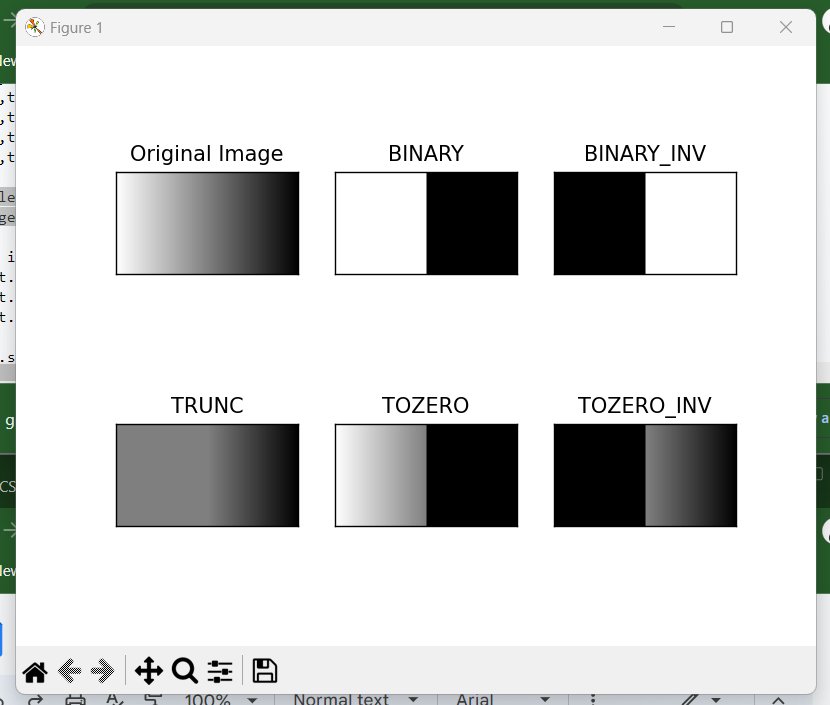 Figure 1
Original Image
BINARY
BINARY_INV
TRUNC
TOZERO
TOZERO_INV
100%
Normal text
Arial